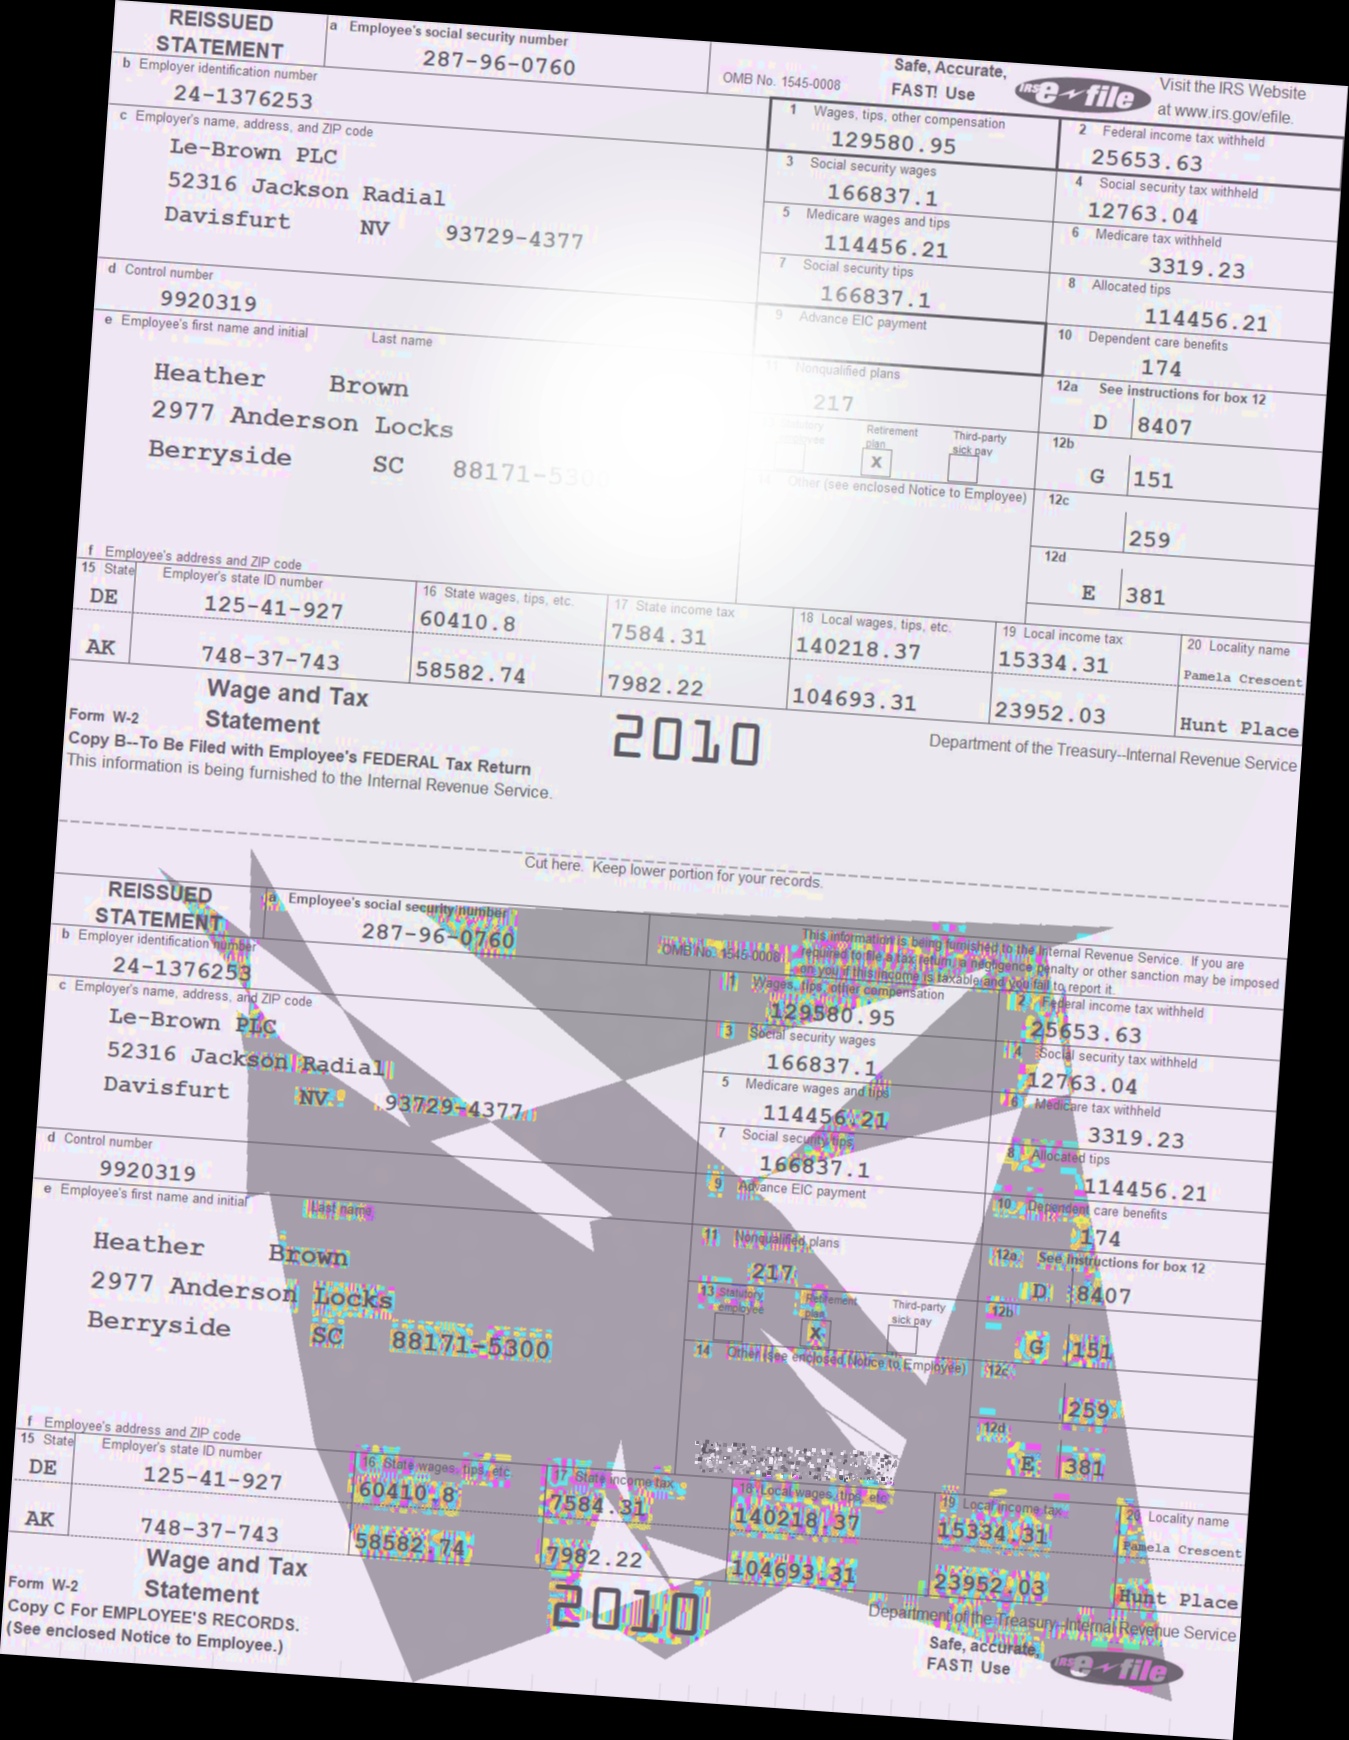 REISSUED
STATEMENT
a Employee's social security number
287-96-0760
OMB No. 1545-0008
Safe, Accurate,
FAST! Use
IRS e-file
Visit the IRS Website
at www.irs.gov/efile.
b Employer identification number
24-1376253
c Employer's name, address, and ZIP code
Le-Brown PLC
52316 Jackson Radial
Davisfurt NV 93729-4377
1 Wages, tips, other compensation
129580.95
2 Federal income tax withheld
25653.63
3 Social security wages
166837.1
4 Social security tax withheld
12763.04
5 Medicare wages and tips
114456.21
6 Medicare tax withheld
3319.23
d Control number
9920319
7 Social security tips
166837.1
8 Allocated tips
114456.21
e Employee's first name and initial Last name
Heather Brown
2977 Anderson Locks
Berryside SC 88171-5300
9 Advance EIC payment
10 Dependent care benefits
174
11 Nonqualified plans
217
12a See instructions for box 12
D 8407
Statutory employee
Retirement plan
X
Third-party sick pay
12b
G 151
14 Other (see enclosed Notice to Employee)
12c
259
12d
E 381
f Employee's address and ZIP code
15 State Employer's state ID number
16 State wages, tips, etc.
17 State income tax
18 Local wages, tips, etc.
19 Local income tax
20 Locality name
DE 125-41-927 60410.8 7584.31 140218.37 15334.31 Pamela Crescent
AK 748-37-743 58582.74 7982.22 104693.31 23952.03 Hunt Place
Wage and Tax
Form W-2 Statement
2010
Department of the Treasury--Internal Revenue Service
Copy B--To Be Filed with Employee's FEDERAL Tax Return
This information is being furnished to the Internal Revenue Service.
Cut here. Keep lower portion for your records.
REISSUED
STATEMENT
a Employee's social security number
287-96-0760
OMB No. 1545-0008
This information is being furnished to the Internal Revenue Service. If you are
required to file a tax return, a negligence penalty or other sanction may be imposed
on you if this income is taxable and you fail to report it.
b Employer identification number
24-1376253
c Employer's name, address, and ZIP code
Le-Brown PLC
52316 Jackson Radial
Davisfurt NV 93729-4377
1 Wages, tips, other compensation
129580.95
2 Federal income tax withheld
25653.63
3 Social security wages
166837.1
4 Social security tax withheld
12763.04
5 Medicare wages and tips
114456.21
6 Medicare tax withheld
3319.23
d Control number
9920319
7 Social security tips
166837.1
8 Allocated tips
114456.21
e Employee's first name and initial Last name
Heather Brown
2977 Anderson Locks
Berryside SC 88171-5300
9 Advance EIC payment
10 Dependent care benefits
174
11 Nonqualified plans
217
12a See instructions for box 12
D 8407
13 Statutory employee
Retirement plan
X
Third-party sick pay
12b
G 151
14 Other (see enclosed Notice to Employee)
12c
259
12d
E 381
f Employee's address and ZIP code
15 State Employer's state ID number
16 State wages, tips, etc.
17 State income tax
18 Local wages, tips, etc.
19 Local income tax
20 Locality name
DE 125-41-927 60410.8 7584.31 140218.37 15334.31 Pamela Crescent
AK 748-37-743 58582.74 7982.22 104693.31 23952.03 Hunt Place
Wage and Tax
Form W-2 Statement
2010
Department of the Treasury--Internal Revenue Service
Copy C For EMPLOYEE'S RECORDS.
(See enclosed Notice to Employee.)
Safe, accurate,
FAST! Use
IRS e-file